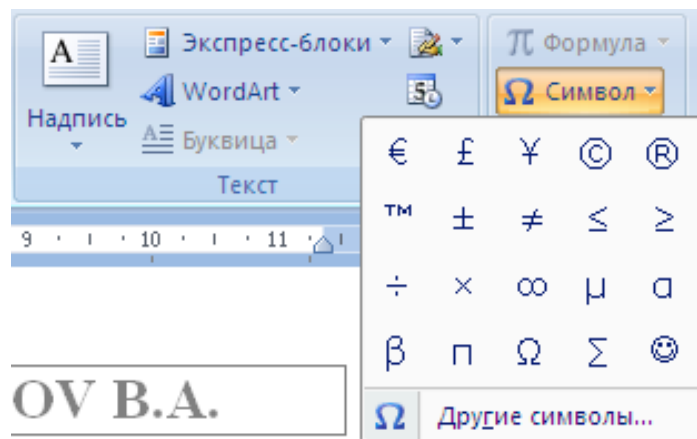 Экспресс-блоки
π Формула
A
WordArt
Ω Символ
Надпись
Буквица
Текст
€ £ ¥ © ®
™ ± ≠ ≤ ≥
9 · 10 · 11
÷ × ∞ µ α
β π Ω Σ ☺
OV B.A.
Ω Другие символы...